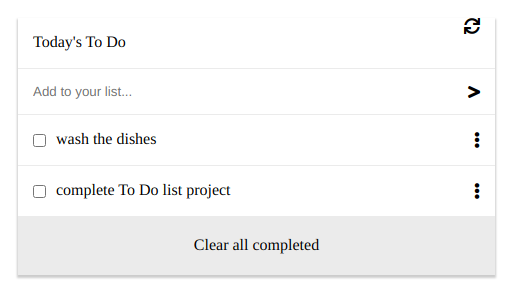 Today's To Do
Add to your list...
wash the dishes
complete To Do list project
Clear all completed